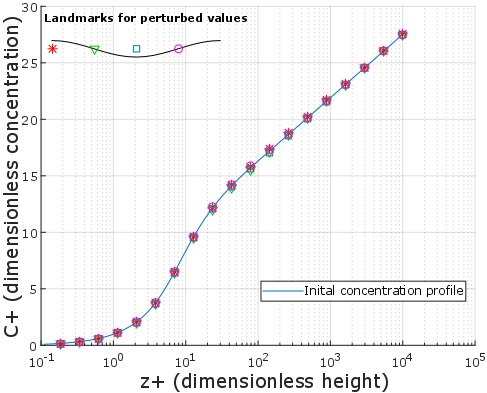 Landmarks for perturbed values
30
25
20
15
10
5
0
C+ (dimensionless concentration)
Inital concentration profile
10^-1 10^0 10^1 10^2 10^3 10^4 10^5
z+ (dimensionless height)